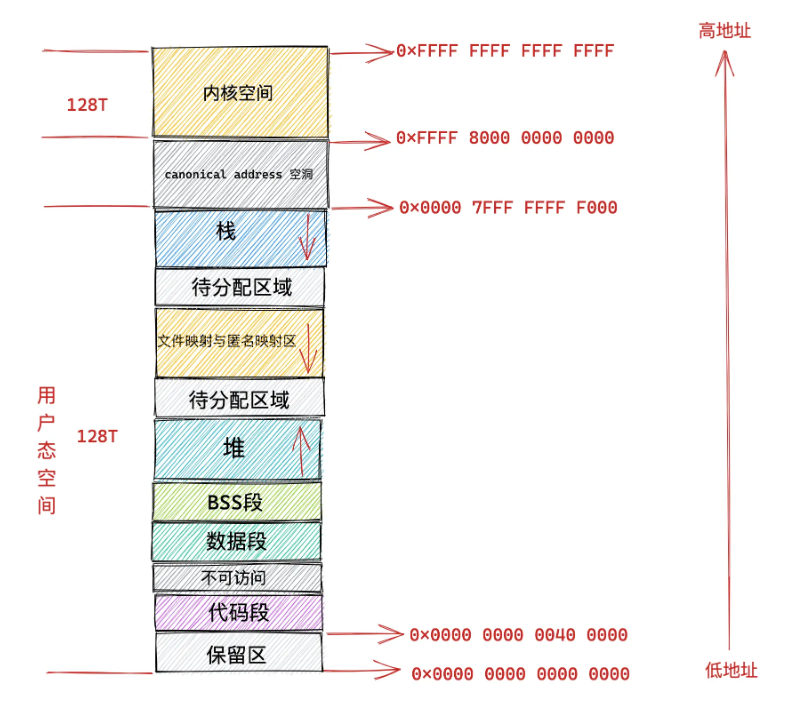 高地址
0×FFFF FFFF FFFF FFFF
内核空间
128T
0×FFFF 8000 0000 0000
canonical address 空洞
0×0000 7FFF FFFF F000
栈
待分配区域
文件映射与匿名映射区
待分配区域
用户态空间
128T
堆
BSS段
数据段
不可访问
代码段
0×0000 0000 0040 0000
保留区
0×0000 0000 0000 0000
低地址